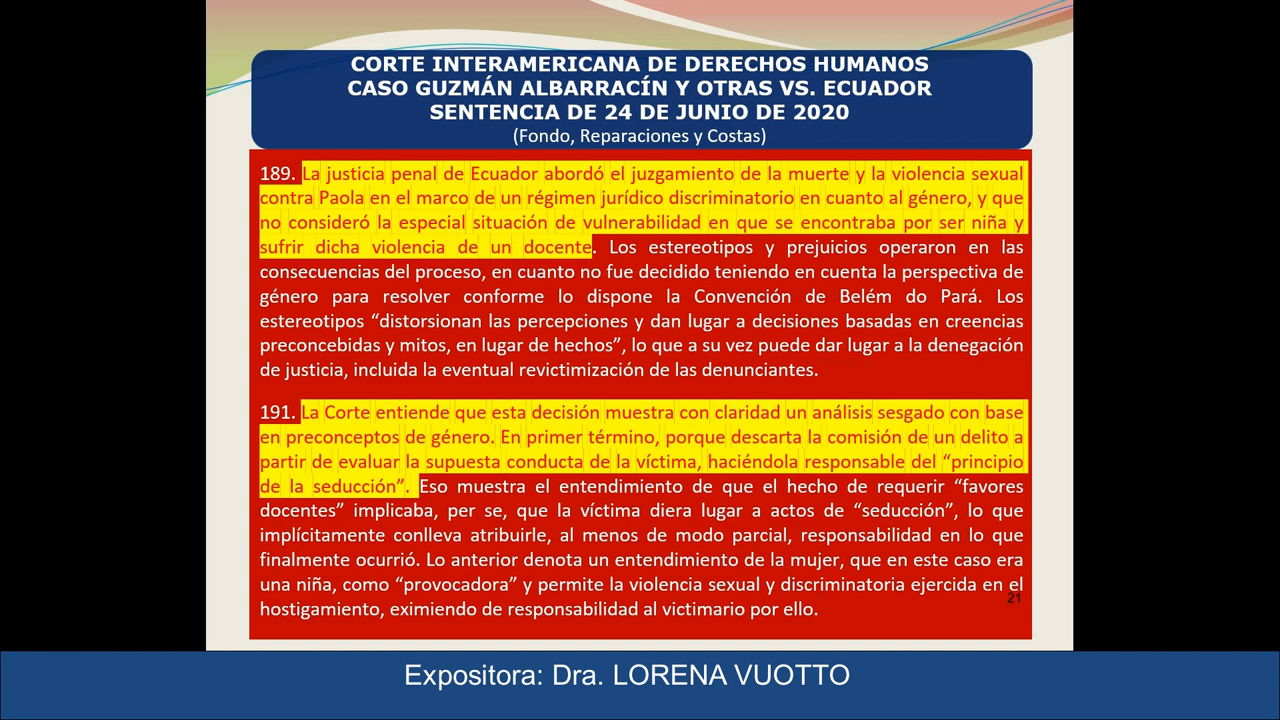 CORTE INTERAMERICANA DE DERECHOS HUMANOS
CASO GUZMÁN ALBARRACÍN Y OTRAS VS. ECUADOR
SENTENCIA DE 24 DE JUNIO DE 2020
(Fondo, Reparaciones y Costas)
189. La justicia penal de Ecuador abordó el juzgamiento de la muerte y la violencia sexual
contra Paola en el marco de un régimen jurídico discriminatorio en cuanto al género, y que
no consideró la especial situación de vulnerabilidad en que se encontraba por ser niña y
sufrir dicha violencia de un docente. Los estereotipos y prejuicios operaron en las
consecuencias del proceso, en cuanto no fue decidido teniendo en cuenta la perspectiva de
género para resolver conforme lo dispone la Convención de Belém do Pará. Los
estereotipos “distorsionan las percepciones y dan lugar a decisiones basadas en creencias
preconcebidas y mitos, en lugar de hechos”, lo que a su vez puede dar lugar a la denegación
de justicia, incluida la eventual revictimización de las denunciantes.
191. La Corte entiende que esta decisión muestra con claridad un análisis sesgado con base
en preconceptos de género. En primer término, porque descarta la comisión de un delito a
partir de evaluar la supuesta conducta de la víctima, haciéndola responsable del “principio
de la seducción”. Eso muestra el entendimiento de que el hecho de requerir “favores
docentes” implicaba, per se, que la víctima diera lugar a actos de “seducción”, lo que
implícitamente conlleva atribuirle, al menos de modo parcial, responsabilidad en lo que
finalmente ocurrió. Lo anterior denota un entendimiento de la mujer, que en este caso era
una niña, como “provocadora” y permite la violencia sexual y discriminatoria ejercida en el
hostigamiento, eximiendo de responsabilidad al victimario por ello.
21
Expositora: Dra. LORENA VUOTTO